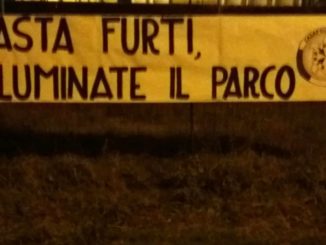 ASTA FURTI,
LUMINATE IL PARCO